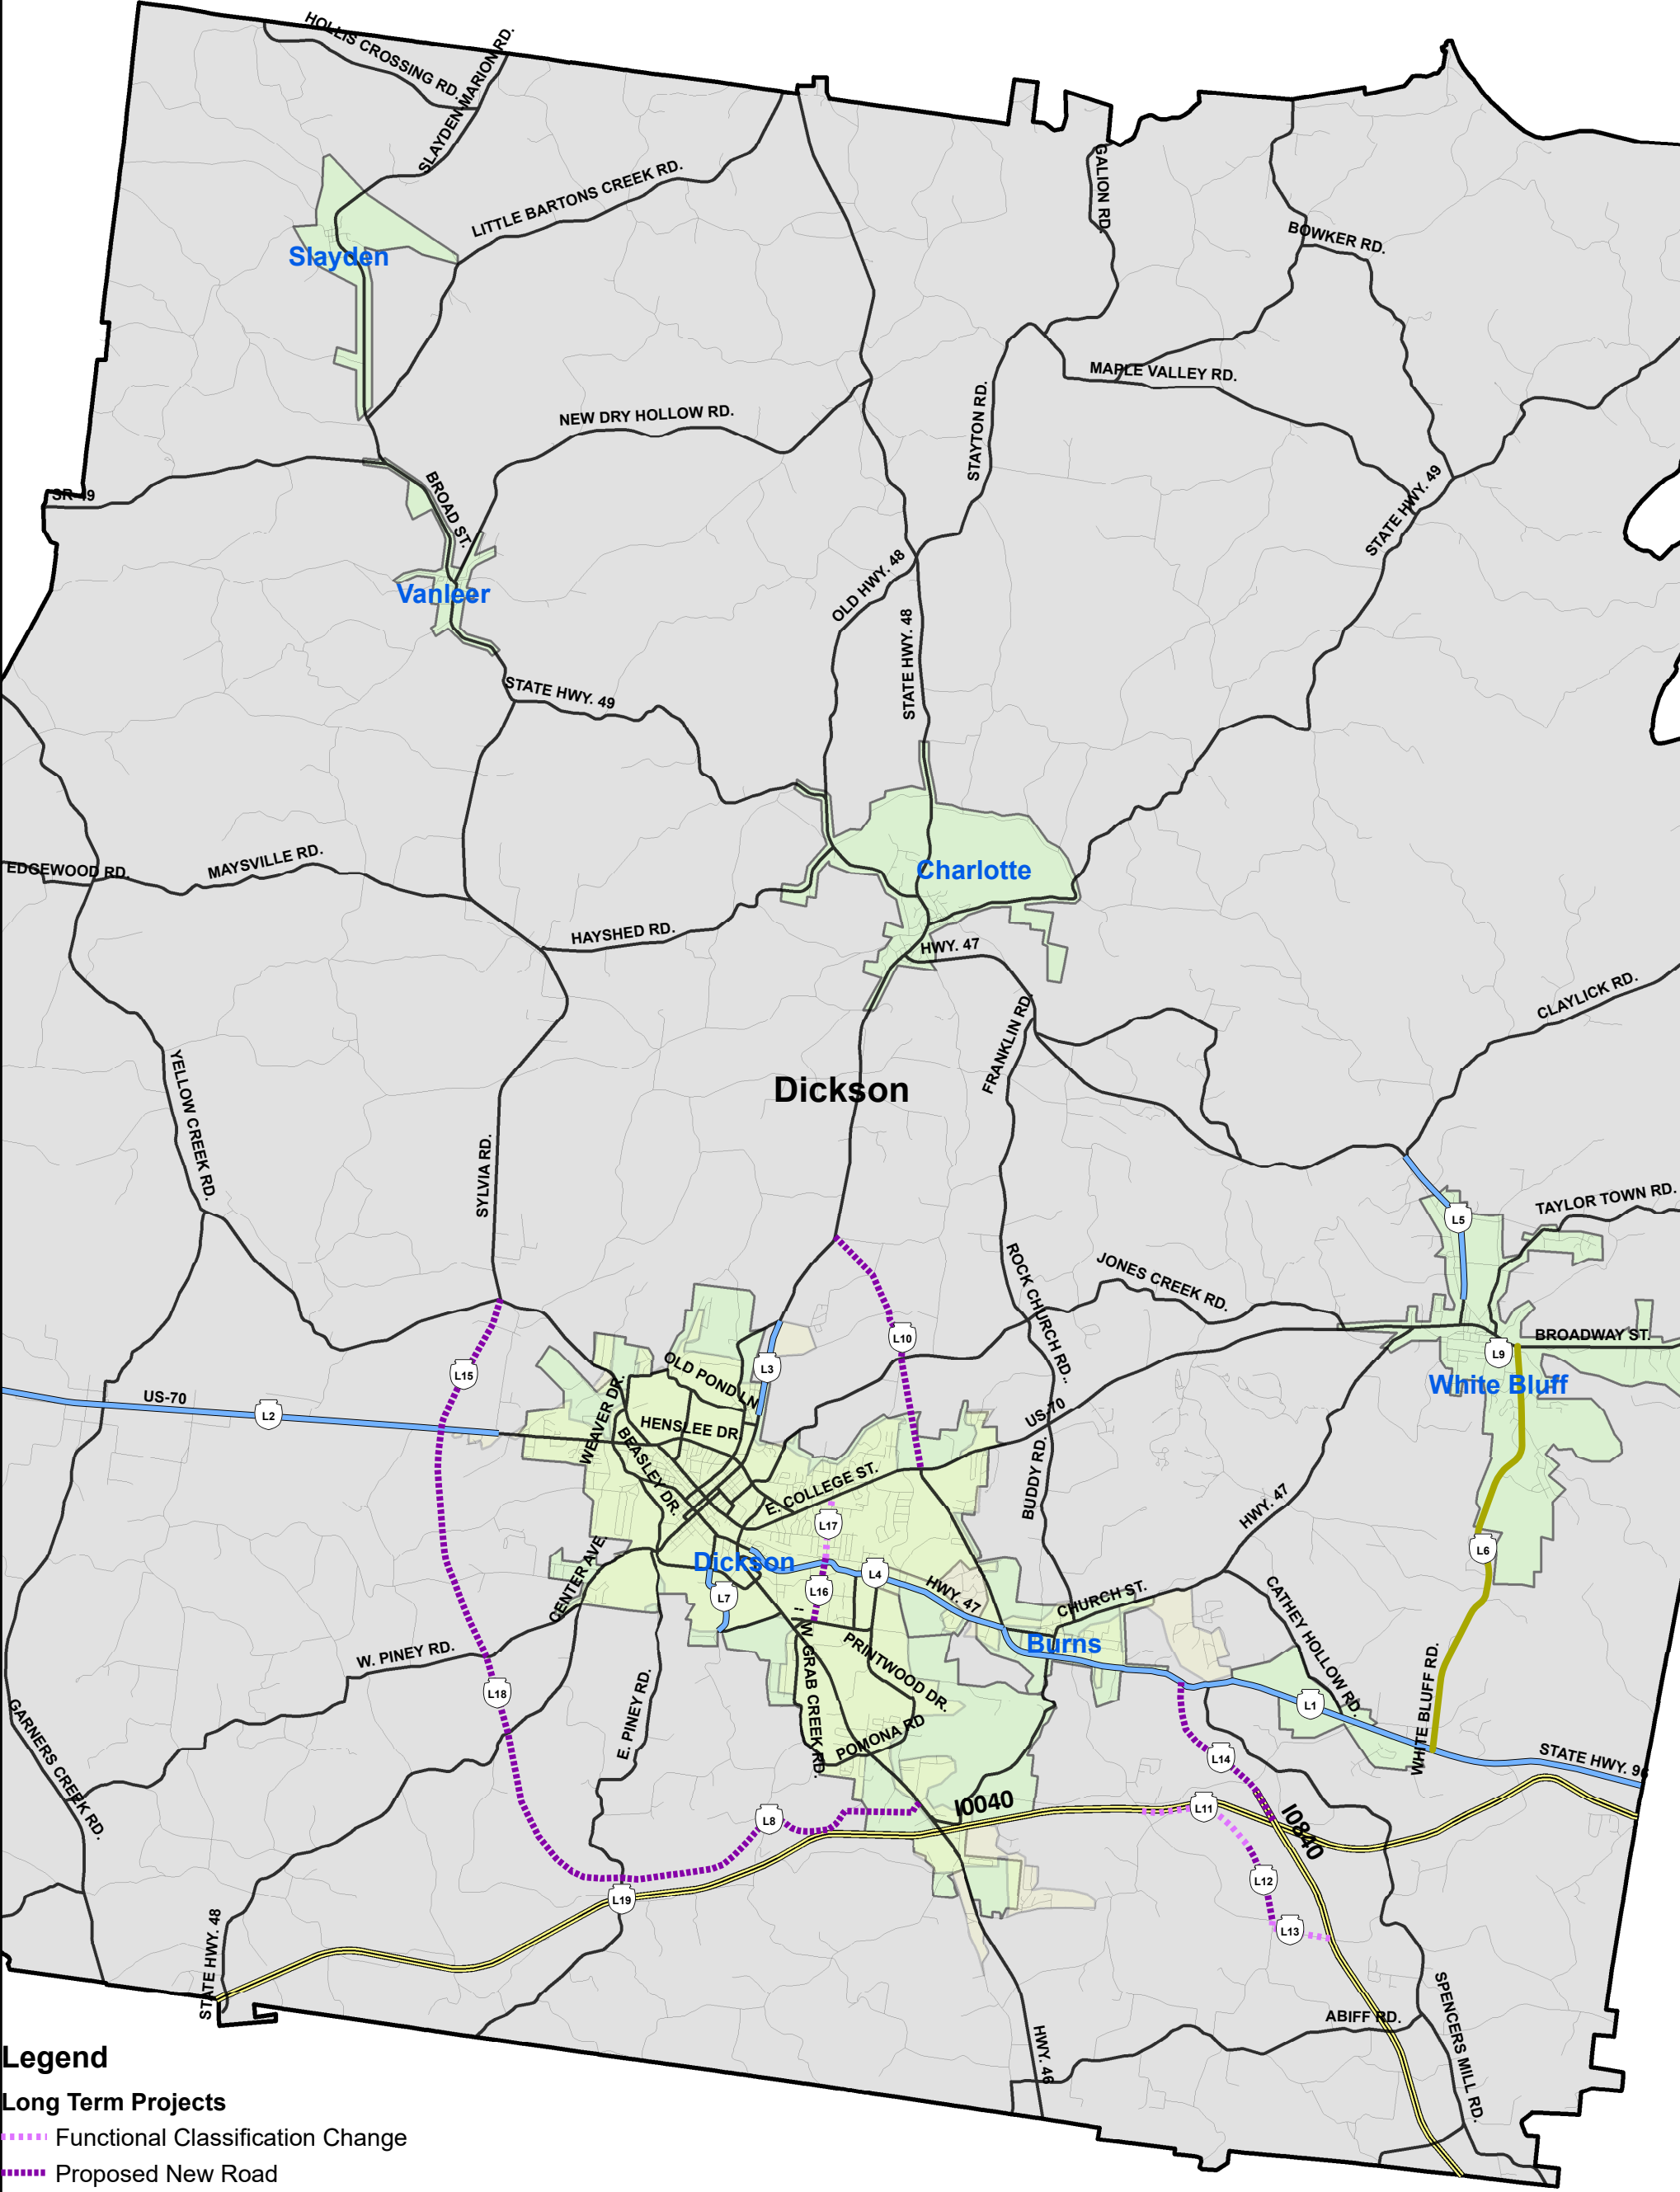 HOLLIS CROSSING RD.
SLAYDEN MARION RD.
LITTLE BARTONS CREEK RD.
GALION RD.
BOWKER RD.
Slayden
MAPLE VALLEY RD.
NEW DRY HOLLOW RD.
STAYTON RD.
SR-49
BROAD ST.
STATE HWY. 49
Vanleer
OLD HWY. 48
STATE HWY. 48
STATE HWY. 49
EDGEWOOD RD.
MAYSVILLE RD.
Charlotte
HAYSHED RD.
HWY. 47
CLAYLICK RD.
FRANKLIN RD.
YELLOW CREEK RD.
Dickson
SYLVIA RD.
TAYLOR TOWN RD.
L5
ROCK CHURCH RD..
JONES CREEK RD.
L10
BROADWAY ST.
L9
L15
L3
OLD POND LN
White Bluff
US-70
L2
WEAVER DR.
HENSLEE DR.
US-70
BEASLEY DR.
E. COLLEGE ST.
BUDDY RD.
HWY. 47
L17
L6
CENTER AVE.
Dickson
L7
L16
L4
HWY. 47
CHURCH ST.
CATHEY HOLLOW RD.
Burns
--
W. PINEY RD.
W GRAB CREEK RD.
PRINTWOOD DR.
L18
E. PINEY RD.
L1
WHITE BLUFF RD.
POMONA RD
GARNERS CREEK RD.
L14
STATE HWY. 96
I0040
L11
L8
I0840
L12
L19
L13
STATE HWY. 48
SPENCERS MILL RD.
ABIFF RD.
HWY. 46
Legend
Long Term Projects
Functional Classification Change
Proposed New Road